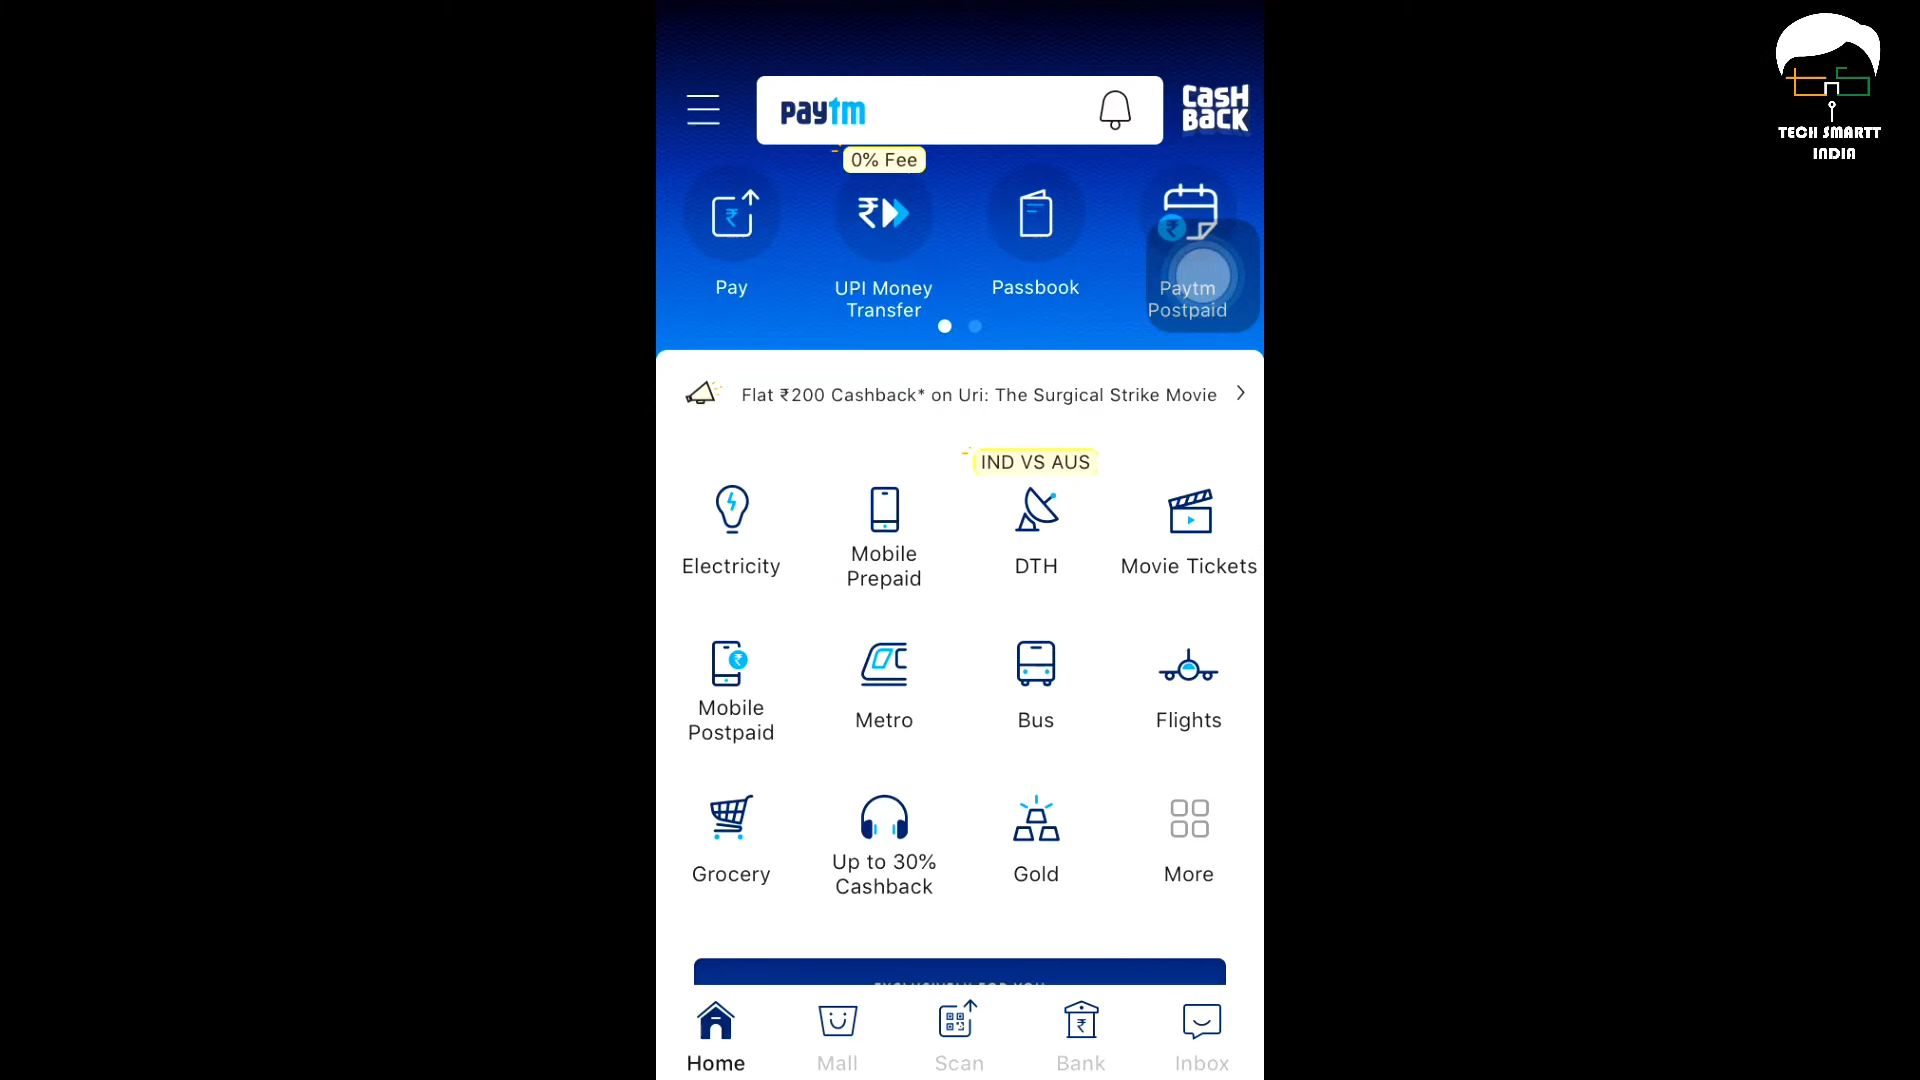 paytm
CASH
BACK
TECH SMARTT
INDIA
0% Fee
Pay
UPI Money
Transfer
Passbook
Paytm
Postpaid
Flat ₹200 Cashback* on Uri: The Surgical Strike Movie
IND VS AUS
Electricity
Mobile
Prepaid
DTH
Movie Tickets
Mobile
Postpaid
Metro
Bus
Flights
Grocery
Up to 30%
Cashback
Gold
More
EXCLUSIVELY FOR YOU
Home
Mall
Scan
Bank
Inbox